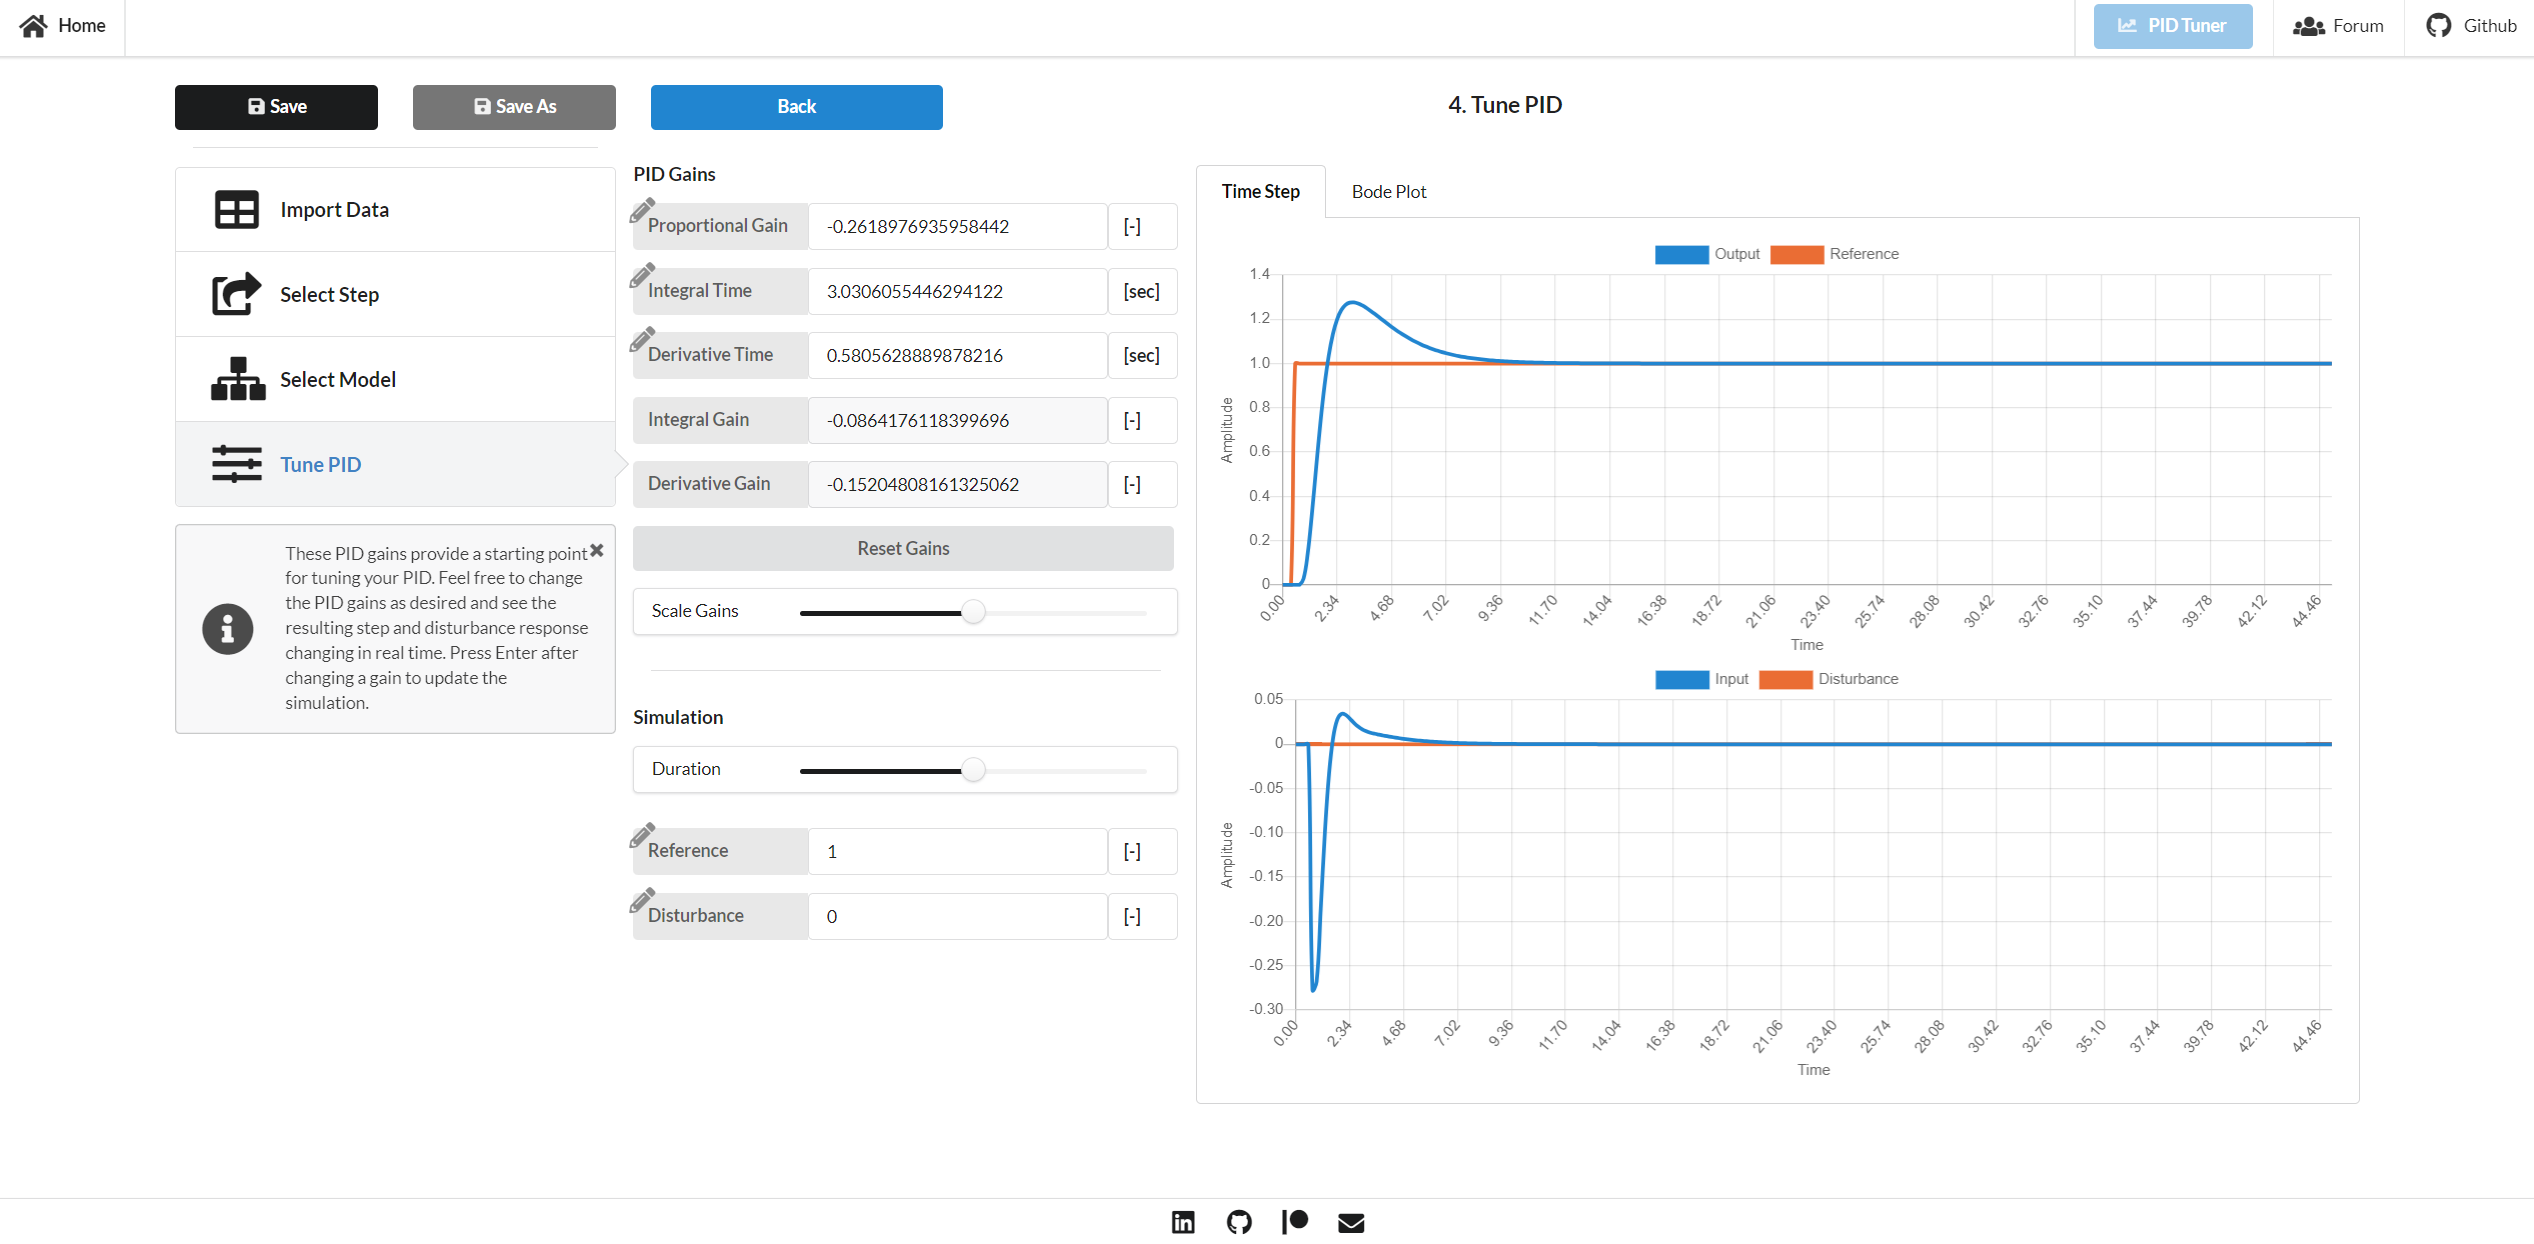 Home
PID Tuner
Forum
Github
Save
Save As
Back
4. Tune PID
Import Data
Select Step
Select Model
Tune PID
These PID gains provide a starting point
for tuning your PID. Feel free to change
the PID gains as desired and see the
resulting step and disturbance response
changing in real time. Press Enter after
changing a gain to update the
simulation.
PID Gains
Proportional Gain -0.2618976935958442 [-]
Integral Time 3.0306055446294122 [sec]
Derivative Time 0.5805628889878216 [sec]
Integral Gain -0.0864176118399696 [-]
Derivative Gain -0.15204808161325062 [-]
Reset Gains
Scale Gains
Simulation
Duration
Reference 1 [-]
Disturbance 0 [-]
Time Step
Bode Plot
Output Reference
1.4
1.2
1.0
0.8
0.6
0.4
0.2
0
Amplitude
0.00 2.34 4.68 7.02 9.36 11.70 14.04 16.38 18.72 21.06 23.40 25.74 28.08 30.42 32.76 35.10 37.44 39.78 42.12 44.46
Time
Input Disturbance
0.05
0
-0.05
-0.10
-0.15
-0.20
-0.25
-0.30
Amplitude
0.00 2.34 4.68 7.02 9.36 11.70 14.04 16.38 18.72 21.06 23.40 25.74 28.08 30.42 32.76 35.10 37.44 39.78 42.12 44.46
Time